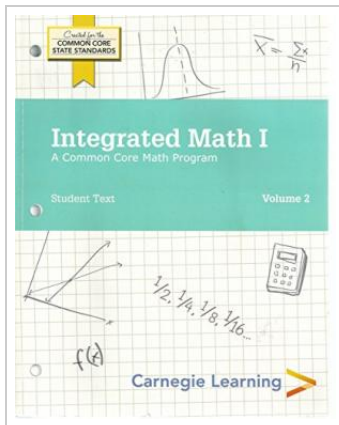 Created for the
COMMON CORE
STATE STANDARDS
X̄ = Σx/n
Integrated Math I
A Common Core Math Program
Student Text Volume 2
1/2, 1/4, 1/8, 1/16...
x
f(x)
Carnegie Learning